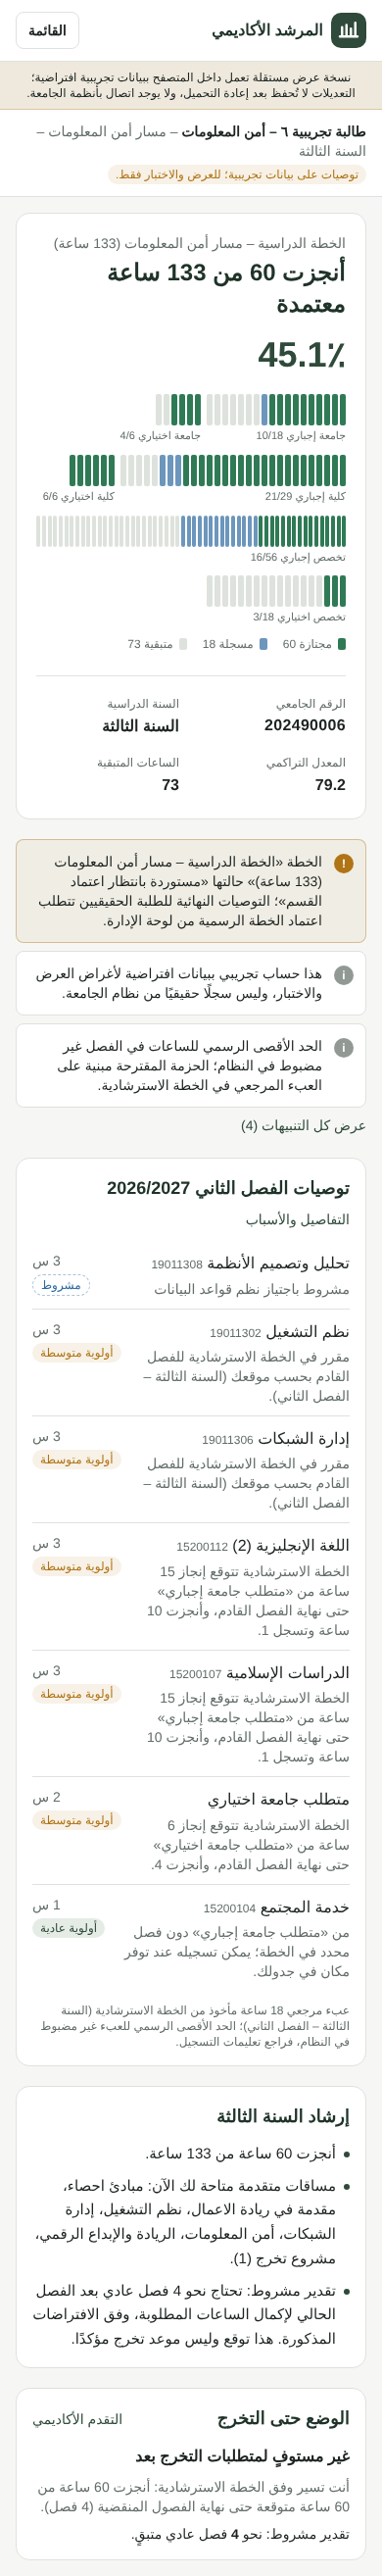 المرشد الأكاديمي
القائمة
نسخة عرض مستقلة تعمل داخل المتصفح ببيانات تجريبية افتراضية؛
التعديلات لا تُحفظ بعد إعادة التحميل، ولا يوجد اتصال بأنظمة الجامعة.
طالبة تجريبية ٦ – أمن المعلومات – مسار أمن المعلومات –
السنة الثالثة
توصيات على بيانات تجريبية؛ للعرض والاختبار فقط.
الخطة الدراسية – مسار أمن المعلومات (133 ساعة)
أنجزت 60 من 133 ساعة
معتمدة
45.1٪
جامعة إجباري 10/18
جامعة اختياري 4/6
كلية إجباري 21/29
كلية اختياري 6/6
تخصص إجباري 16/56
تخصص اختياري 3/18
مجتازة 60
مسجلة 18
متبقية 73
الرقم الجامعي
202490006
السنة الدراسية
السنة الثالثة
المعدل التراكمي
79.2
الساعات المتبقية
73
الخطة «الخطة الدراسية – مسار أمن المعلومات
(133 ساعة)» حالتها «مستوردة بانتظار اعتماد
القسم»؛ التوصيات النهائية للطلبة الحقيقيين تتطلب
اعتماد الخطة الرسمية من لوحة الإدارة.
هذا حساب تجريبي ببيانات افتراضية لأغراض العرض
والاختبار، وليس سجلًا حقيقيًا من نظام الجامعة.
الحد الأقصى الرسمي للساعات في الفصل غير
مضبوط في النظام؛ الحزمة المقترحة مبنية على
العبء المرجعي في الخطة الاسترشادية.
عرض كل التنبيهات (4)
توصيات الفصل الثاني 2026/2027
التفاصيل والأسباب
تحليل وتصميم الأنظمة 19011308
3 س
مشروط باجتياز نظم قواعد البيانات
مشروط
نظم التشغيل 19011302
3 س
أولوية متوسطة
مقرر في الخطة الاسترشادية للفصل
القادم بحسب موقعك (السنة الثالثة –
الفصل الثاني).
إدارة الشبكات 19011306
3 س
أولوية متوسطة
مقرر في الخطة الاسترشادية للفصل
القادم بحسب موقعك (السنة الثالثة –
الفصل الثاني).
اللغة الإنجليزية (2) 15200112
3 س
أولوية متوسطة
الخطة الاسترشادية تتوقع إنجاز 15
ساعة من «متطلب جامعة إجباري»
حتى نهاية الفصل القادم، وأنجزت 10
ساعة وتسجل 1.
الدراسات الإسلامية 15200107
3 س
أولوية متوسطة
الخطة الاسترشادية تتوقع إنجاز 15
ساعة من «متطلب جامعة إجباري»
حتى نهاية الفصل القادم، وأنجزت 10
ساعة وتسجل 1.
متطلب جامعة اختياري
2 س
أولوية متوسطة
الخطة الاسترشادية تتوقع إنجاز 6
ساعة من «متطلب جامعة اختياري»
حتى نهاية الفصل القادم، وأنجزت 4.
خدمة المجتمع 15200104
1 س
أولوية عادية
من «متطلب جامعة إجباري» دون فصل
محدد في الخطة؛ يمكن تسجيله عند توفر
مكان في جدولك.
عبء مرجعي 18 ساعة مأخوذ من الخطة الاسترشادية (السنة
الثالثة – الفصل الثاني)؛ الحد الأقصى الرسمي للعبء غير مضبوط
في النظام، فراجع تعليمات التسجيل.
إرشاد السنة الثالثة
أنجزت 60 ساعة من 133 ساعة.
مساقات متقدمة متاحة لك الآن: مبادئ احصاء،
مقدمة في ريادة الاعمال، نظم التشغيل، إدارة
الشبكات، أمن المعلومات، الريادة والإبداع الرقمي،
مشروع تخرج (1).
تقدير مشروط: تحتاج نحو 4 فصل عادي بعد الفصل
الحالي لإكمال الساعات المطلوبة، وفق الافتراضات
المذكورة. هذا توقع وليس موعد تخرج مؤكدًا.
الوضع حتى التخرج
التقدم الأكاديمي
غير مستوفٍ لمتطلبات التخرج بعد
أنت تسير وفق الخطة الاسترشادية: أنجزت 60 ساعة من
60 ساعة متوقعة حتى نهاية الفصول المنقضية (4 فصل).
تقدير مشروط: نحو 4 فصل عادي متبقٍ.